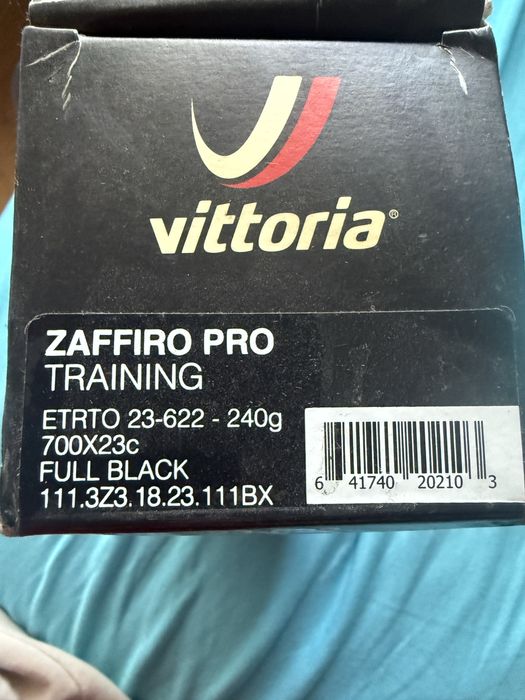 vittoria®
ZAFFIRO PRO
TRAINING
ETRTO 23-622 - 240g
700X23c
FULL BLACK
111.3Z3.18.23.111BX
6 41740 20210 3